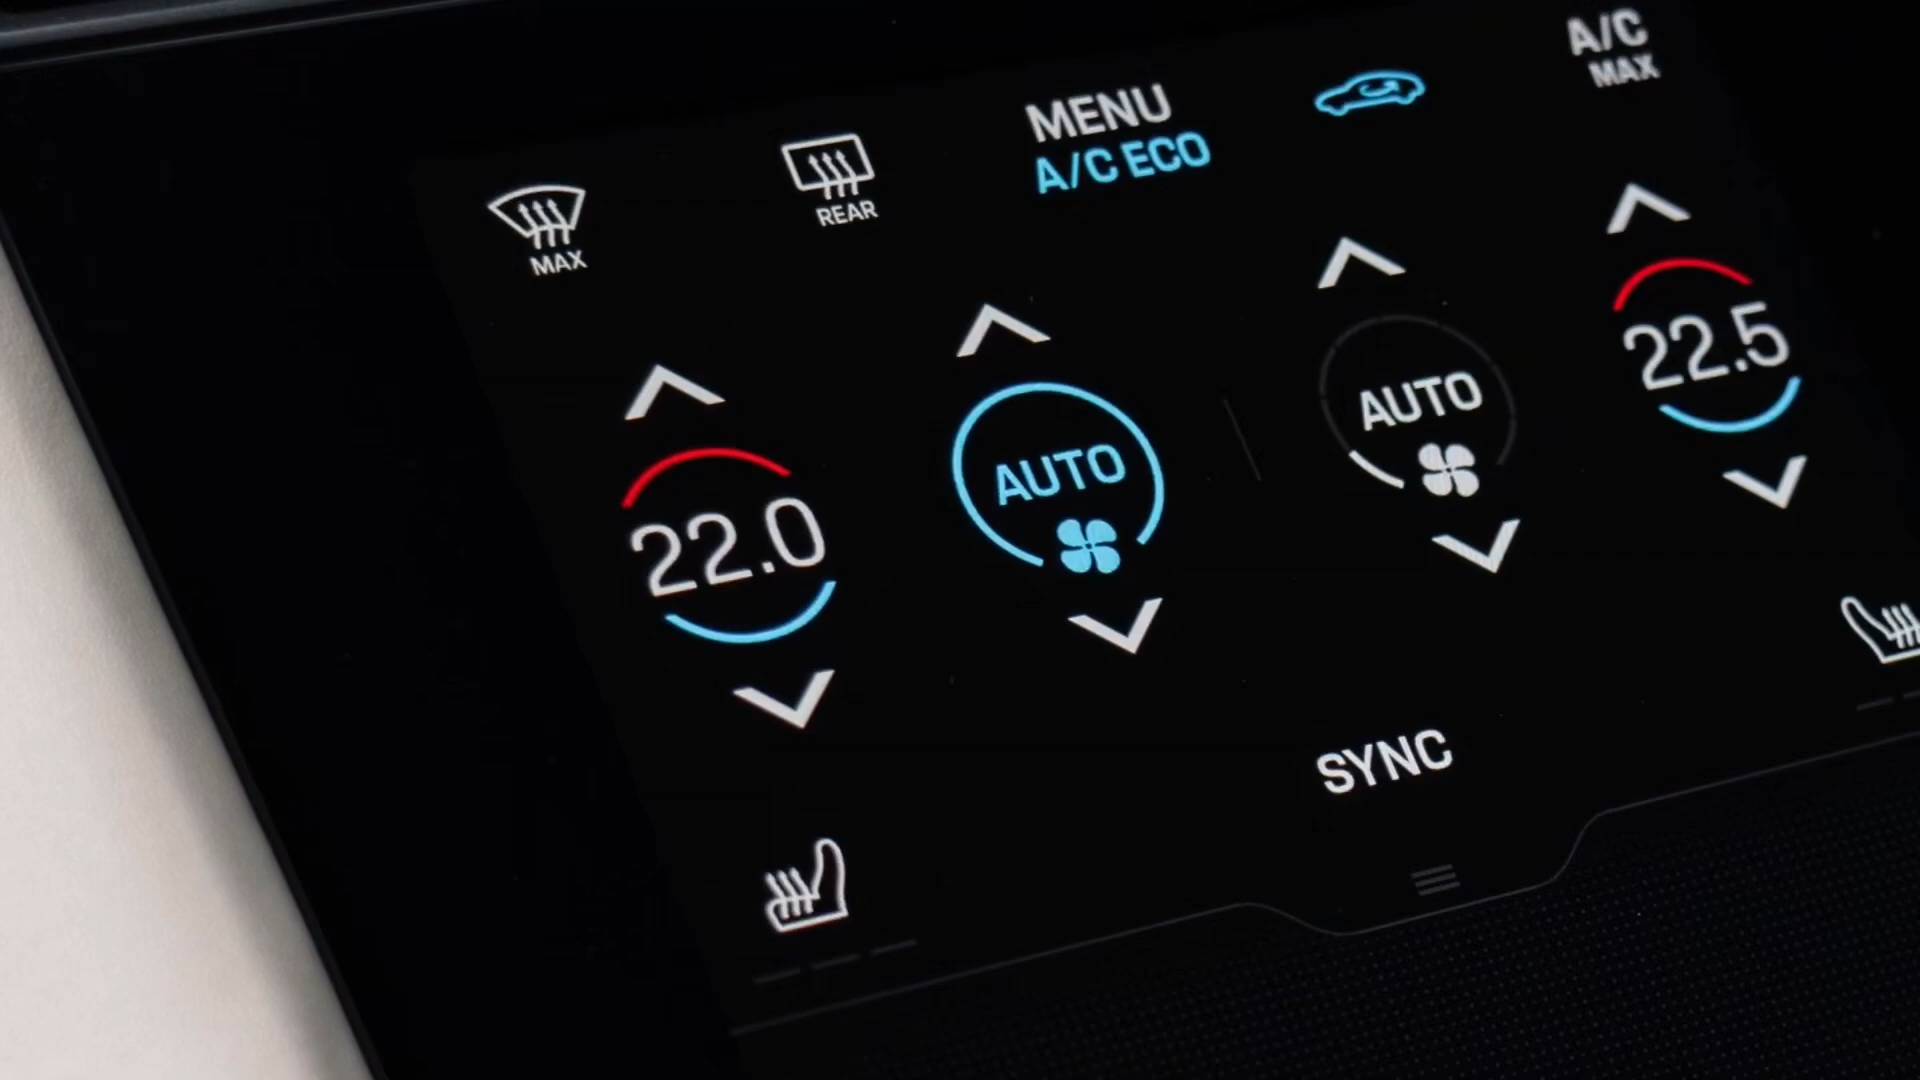 MAX
REAR
MENU
A/C ECO
A/C
MAX
22.0
AUTO
AUTO
22.5
SYNC